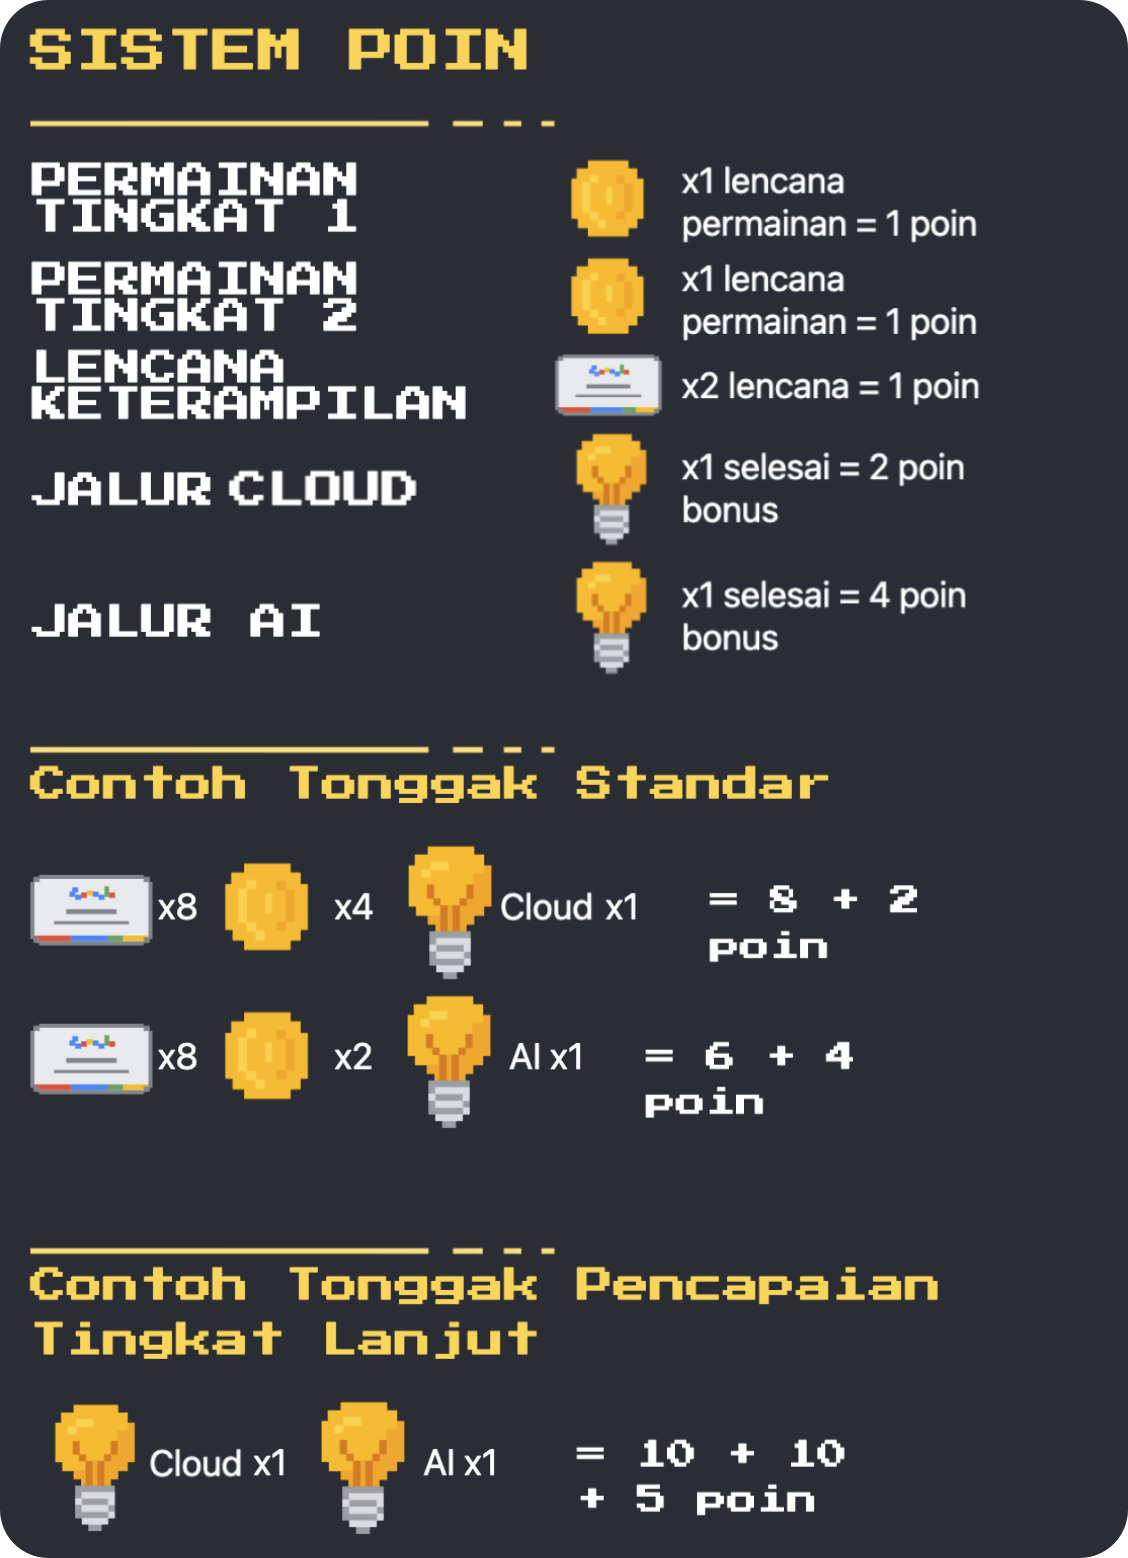 SISTEM POIN
PERMAINAN
TINGKAT 1
x1 lencana
permainan = 1 poin
PERMAINAN
TINGKAT 2
x1 lencana
permainan = 1 poin
LENCANA
KETERAMPILAN
x2 lencana = 1 poin
JALUR CLOUD
x1 selesai = 2 poin
bonus
JALUR AI
x1 selesai = 4 poin
bonus
Contoh Tonggak Standar
x8 x4 Cloud x1 = 8 + 2
poin
x8 x2 AI x1 = 6 + 4
poin
Contoh Tonggak Pencapaian
Tingkat Lanjut
Cloud x1 AI x1 = 10 + 10
+ 5 poin